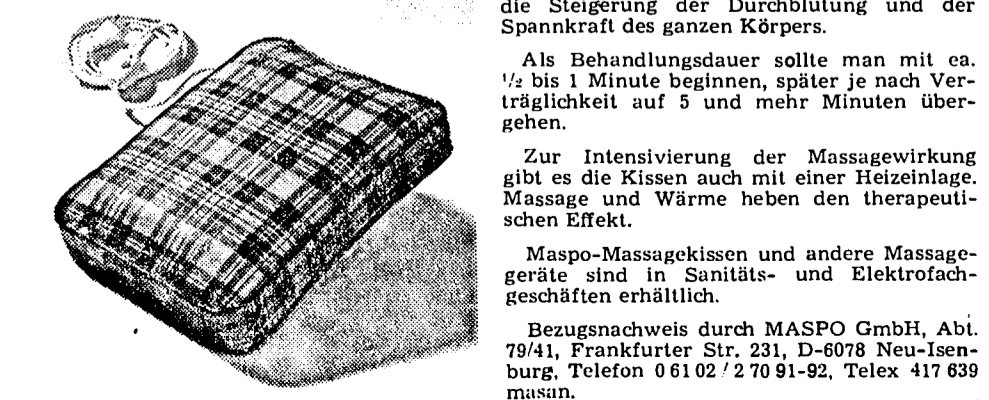 die Steigerung der Durchblutung und der
Spannkraft des ganzen Körpers.
Als Behandlungsdauer sollte man mit ca.
½ bis 1 Minute beginnen, später je nach Ver-
träglichkeit auf 5 und mehr Minuten über-
gehen.
Zur Intensivierung der Massagewirkung
gibt es die Kissen auch mit einer Heizeinlage.
Massage und Wärme heben den therapeuti-
schen Effekt.
Maspo-Massagekissen und andere Massage-
geräte sind in Sanitäts- und Elektrofach-
geschäften erhältlich.
Bezugsnachweis durch MASPO GmbH, Abt.
79/41, Frankfurter Str. 231, D-6078 Neu-Isen-
burg, Telefon 0 61 02 / 2 70 91-92, Telex 417 639
masan.